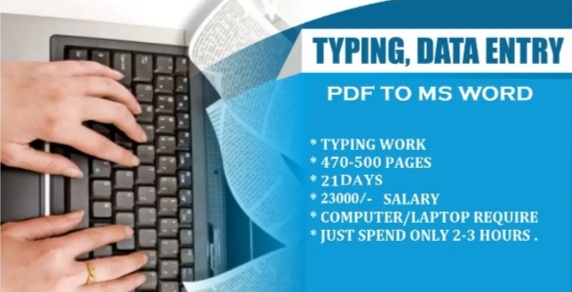 TYPING, DATA ENTRY
PDF TO MS WORD
* TYPING WORK
* 470-500 PAGES
* 21DAYS
* 23000/- SALARY
* COMPUTER/LAPTOP REQUIRE
* JUST SPEND ONLY 2-3 HOURS .